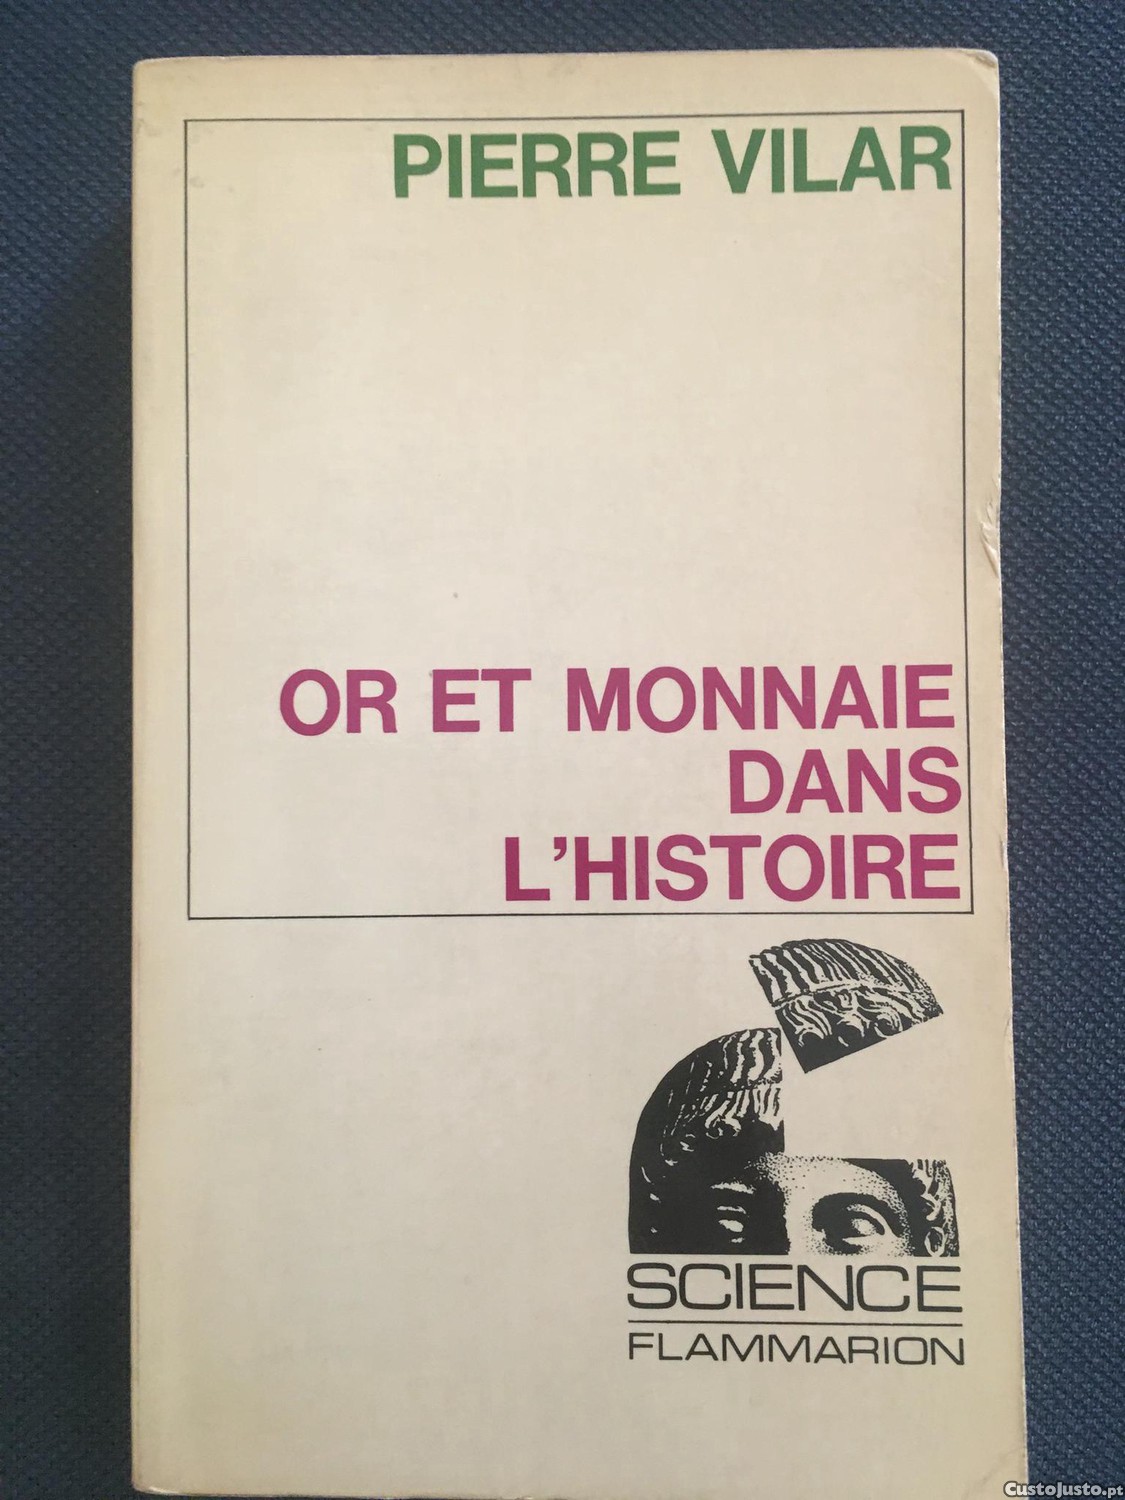 PIERRE VILAR
OR ET MONNAIE
DANS
L'HISTOIRE
SCIENCE
FLAMMARION
CustoJusto.pt